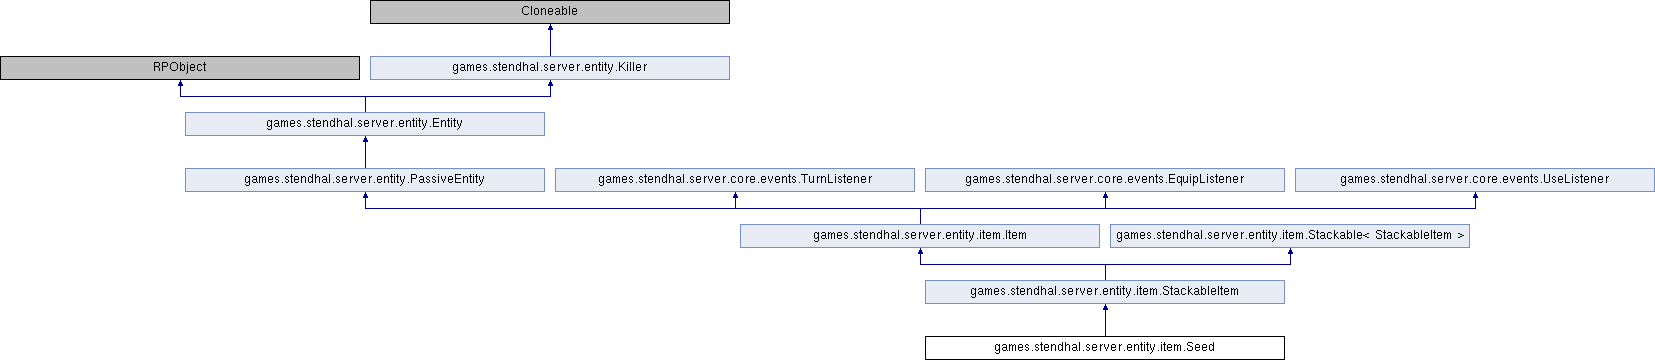 Cloneable
RPObject
games.stendhal.server.entity.Killer
games.stendhal.server.entity.Entity
games.stendhal.server.entity.PassiveEntity
games.stendhal.server.core.events.TurnListener
games.stendhal.server.core.events.EquipListener
games.stendhal.server.core.events.UseListener
games.stendhal.server.entity.item.Item
games.stendhal.server.entity.item.Stackable< StackableItem >
games.stendhal.server.entity.item.StackableItem
games.stendhal.server.entity.item.Seed